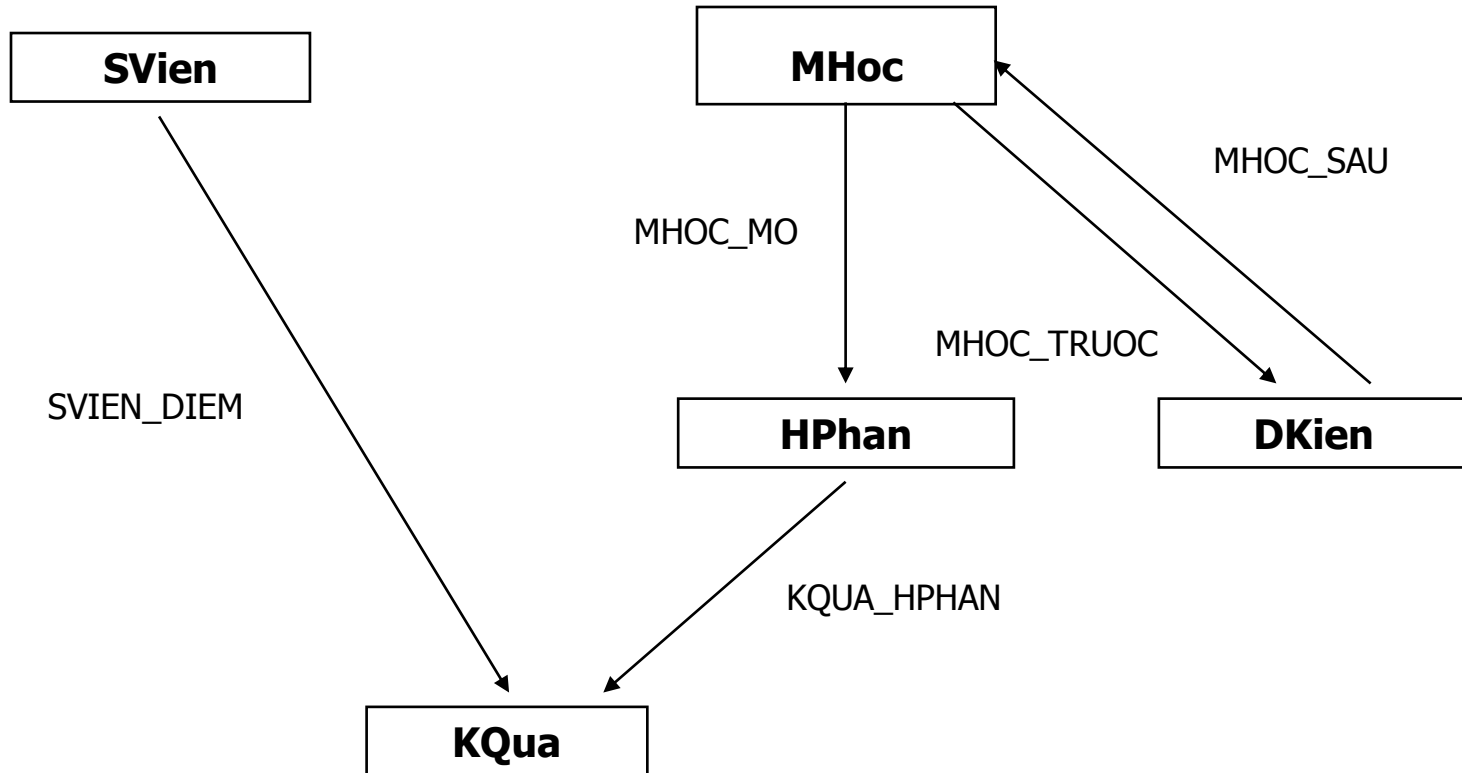 SVien
MHoc
MHOC_SAU
MHOC_MO
MHOC_TRUOC
SVIEN_DIEM
HPhan
DKien
KQUA_HPHAN
KQua